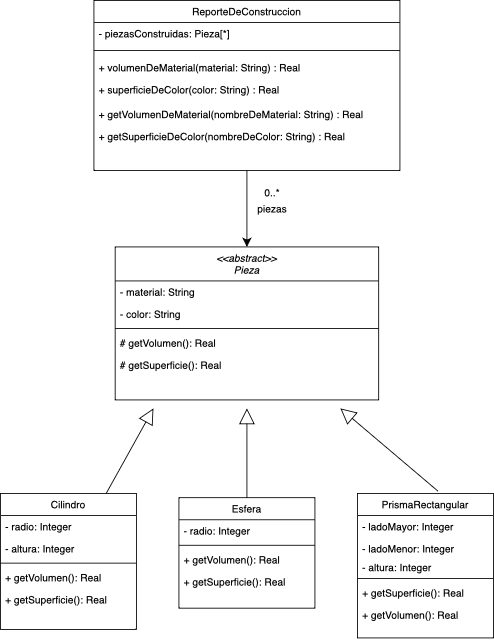 ReporteDeConstruccion
- piezasConstruidas: Pieza[*]
+ volumenDeMaterial(material: String) : Real
+ superficieDeColor(color: String) : Real
+ getVolumenDeMaterial(nombreDeMaterial: String) : Real
+ getSuperficieDeColor(nombreDeColor: String) : Real
0..*
piezas
<<abstract>>
Pieza
- material: String
- color: String
# getVolumen(): Real
# getSuperficie(): Real
Cilindro
- radio: Integer
- altura: Integer
+ getVolumen(): Real
+ getSuperficie(): Real
Esfera
- radio: Integer
+ getVolumen(): Real
+ getSuperficie(): Real
PrismaRectangular
- ladoMayor: Integer
- ladoMenor: Integer
- altura: Integer
+ getSuperficie(): Real
+ getVolumen(): Real